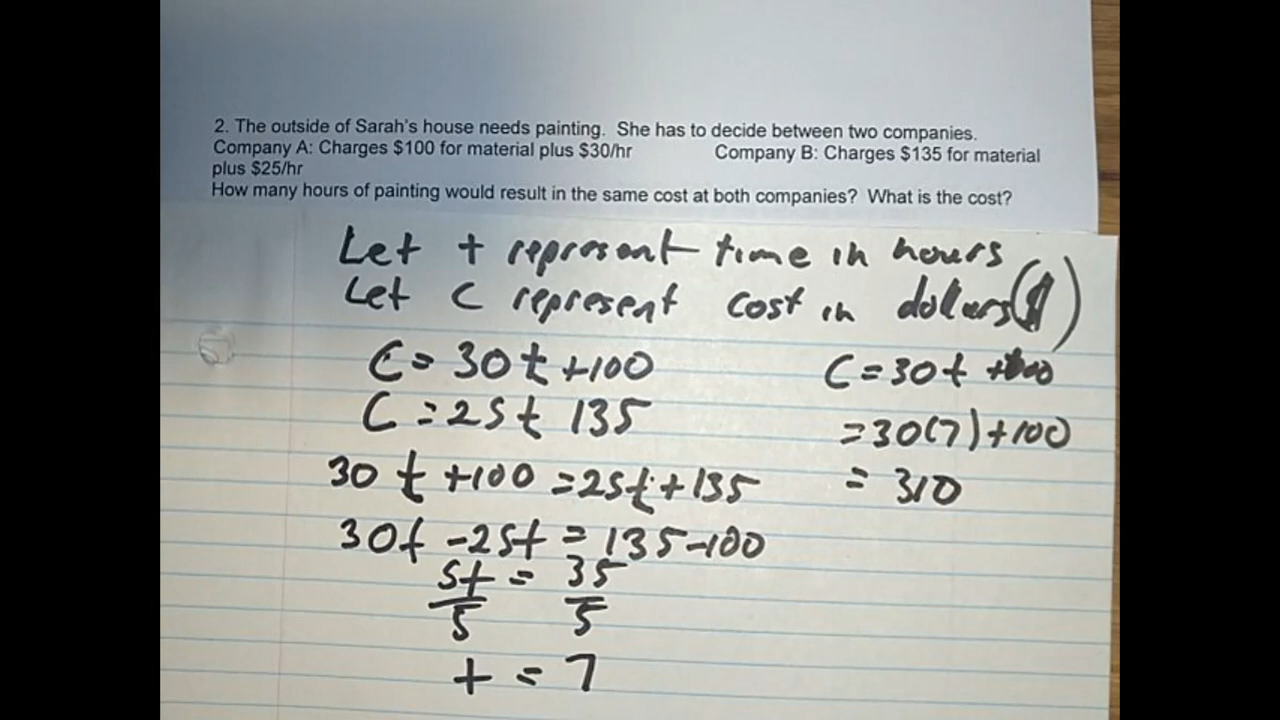 2. The outside of Sarah's house needs painting. She has to decide between two companies.
Company A: Charges $100 for material plus $30/hr Company B: Charges $135 for material
plus $25/hr
How many hours of painting would result in the same cost at both companies? What is the cost?
Let t represent time in hours
Let C represent cost in dollars($)
C = 30t +100
C = 25t 135
30t +100 = 25t + 135
30t -25t = 135-100
5t = 35
5 5
t = 7
C = 30t +100
= 30(7)+100
= 310